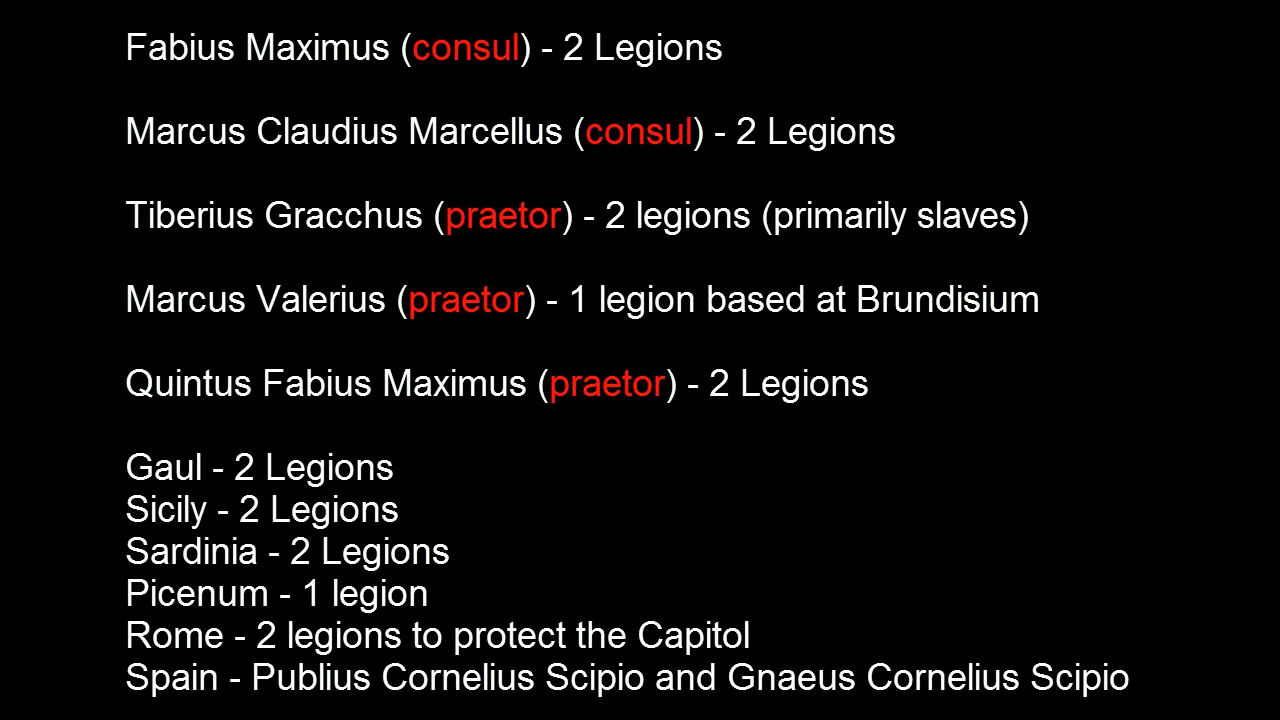 Fabius Maximus (consul) - 2 Legions
Marcus Claudius Marcellus (consul) - 2 Legions
Tiberius Gracchus (praetor) - 2 legions (primarily slaves)
Marcus Valerius (praetor) - 1 legion based at Brundisium
Quintus Fabius Maximus (praetor) - 2 Legions
Gaul - 2 Legions
Sicily - 2 Legions
Sardinia - 2 Legions
Picenum - 1 legion
Rome - 2 legions to protect the Capitol
Spain - Publius Cornelius Scipio and Gnaeus Cornelius Scipio